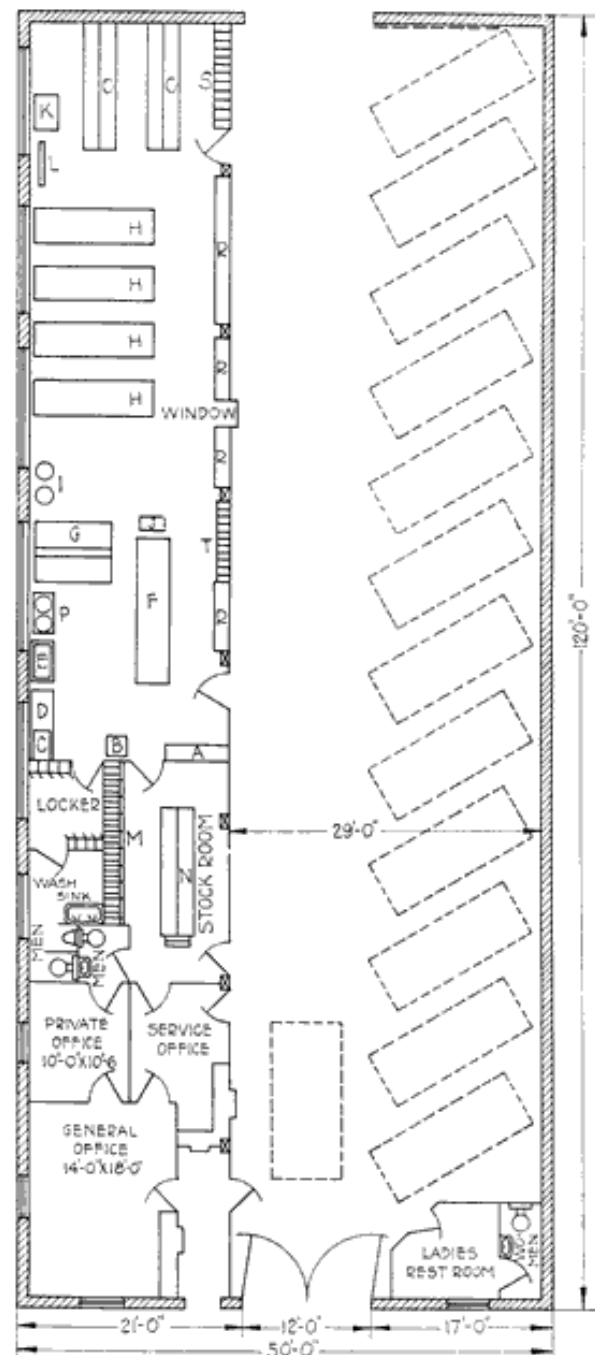 O
O
S
K
L
H
R
H
H
R
H
WINDOW
R
I
J
G
T
F
P
R
E
D
C
B
A
LOCKER
M
N
STOCK ROOM
29'-0"
120'-0"
WASH
SINK
MEN
MEN
PRIVATE
OFFICE
10'-0"X10'-6
SERVICE
OFFICE
GENERAL
OFFICE
14'-0"X18'-0"
LADIES
REST ROOM
WO-
MEN
21'-0"
12'-0"
17'-0"
50'-0"